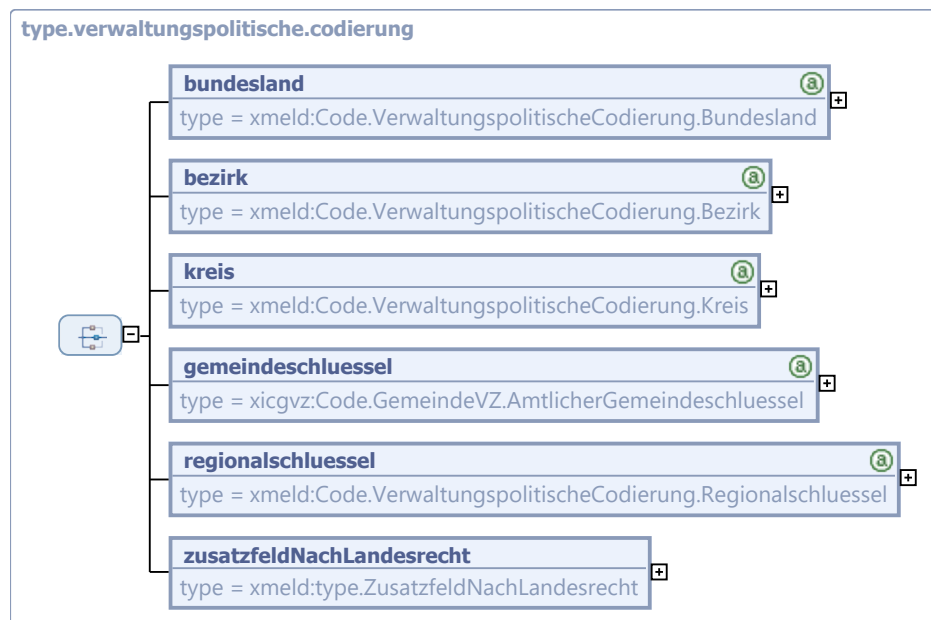 type.verwaltungspolitische.codierung
bundesland
type = xmeld:Code.VerwaltungspolitischeCodierung.Bundesland
bezirk
type = xmeld:Code.VerwaltungspolitischeCodierung.Bezirk
kreis
type = xmeld:Code.VerwaltungspolitischeCodierung.Kreis
gemeindeschluessel
type = xicgvz:Code.GemeindeVZ.AmtlicherGemeindeschluessel
regionalschluessel
type = xmeld:Code.VerwaltungspolitischeCodierung.Regionalschluessel
zusatzfeldNachLandesrecht
type = xmeld:type.ZusatzfeldNachLandesrecht